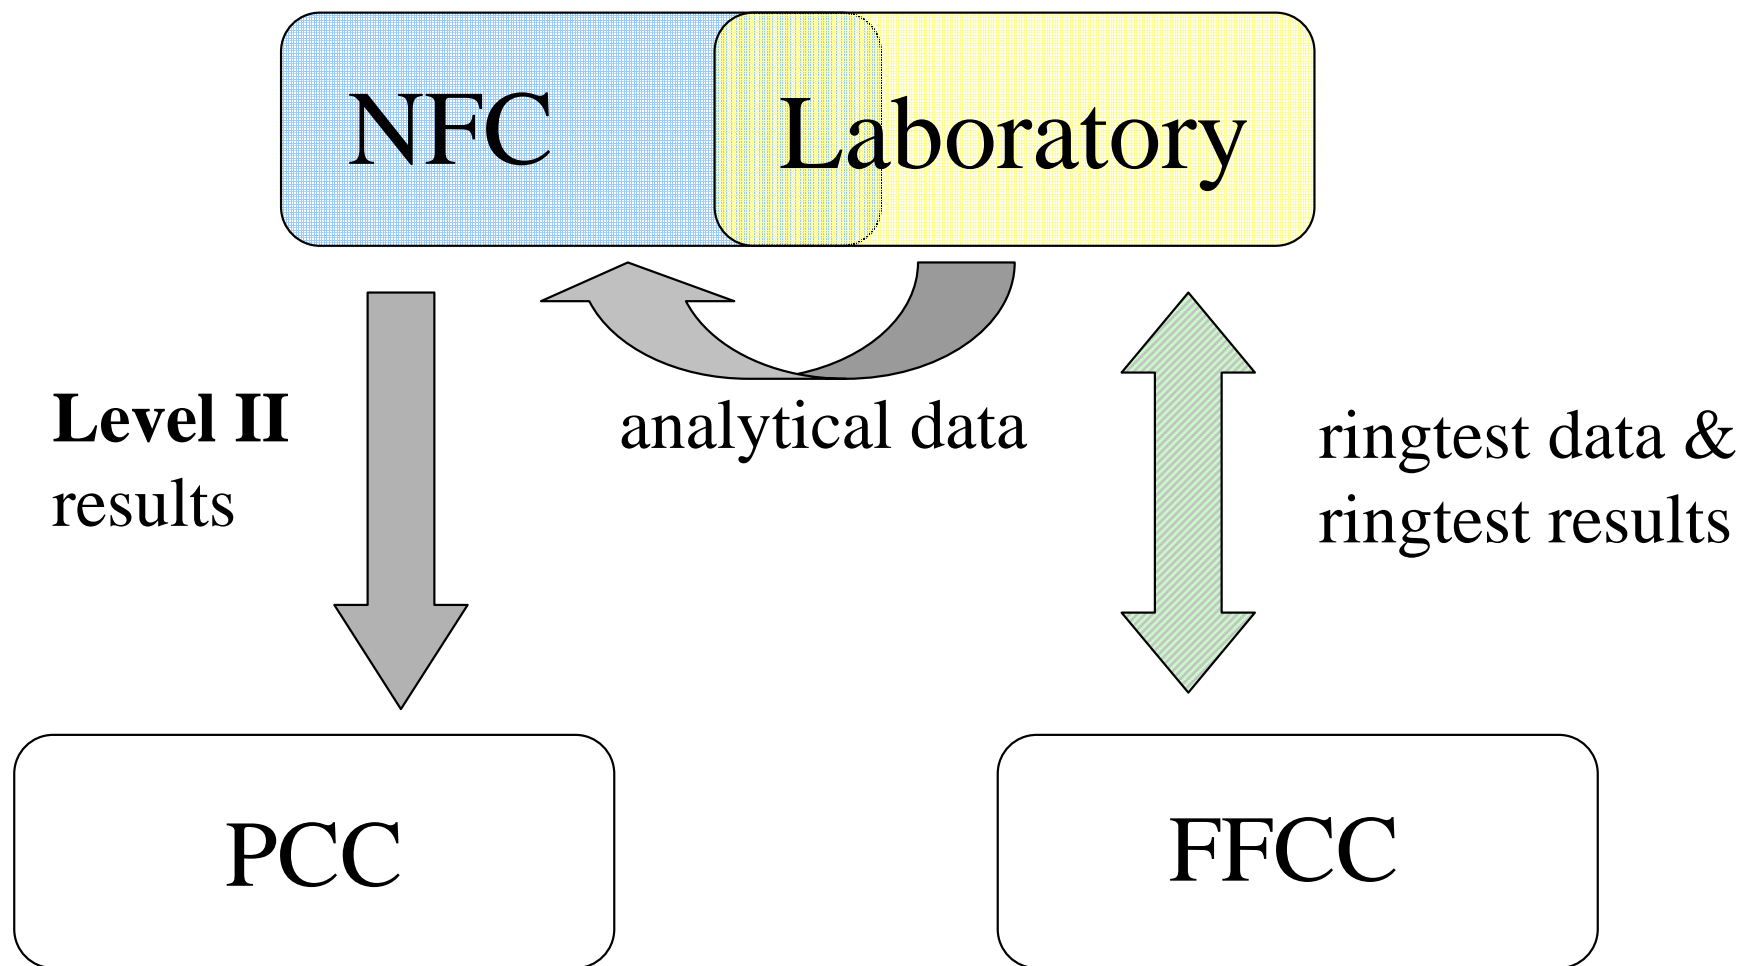 NFC
Laboratory
Level II
results
analytical data
ringtest data &
ringtest results
PCC
FFCC